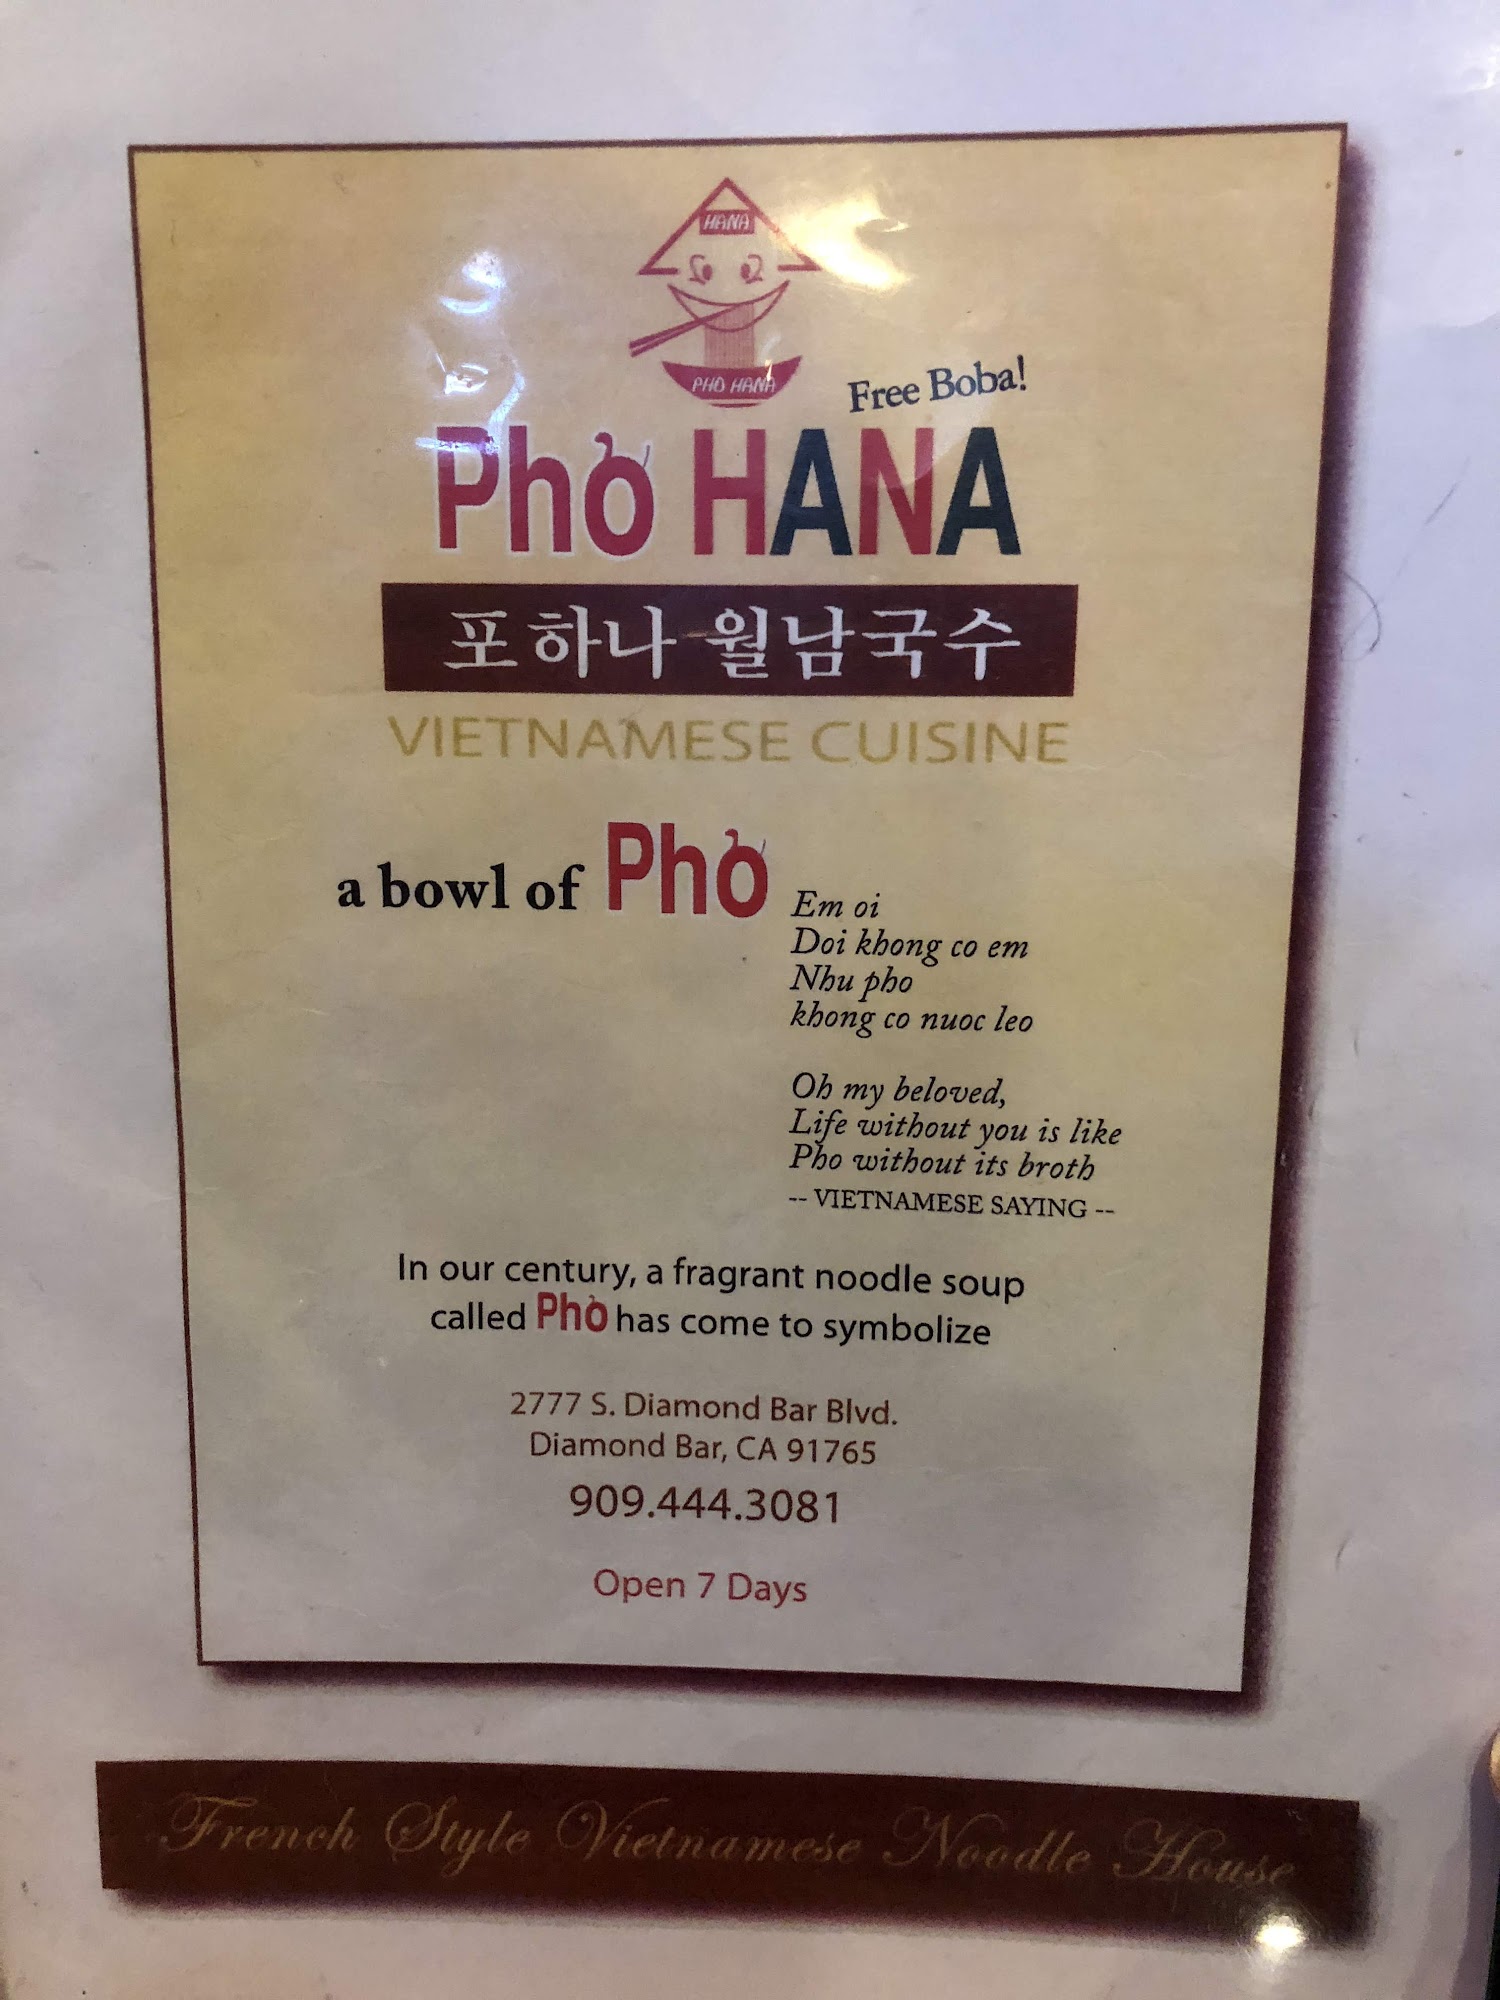 HANA
PHO HANA
Free Boba!
Phở HANA
포하나 월남국수
VIETNAMESE CUISINE
a bowl of Phở
Em oi
Doi khong co em
Nhu pho
khong co nuoc leo
Oh my beloved,
Life without you is like
Pho without its broth
-- VIETNAMESE SAYING --
In our century, a fragrant noodle soup
called Phở has come to symbolize
2777 S. Diamond Bar Blvd.
Diamond Bar, CA 91765
909.444.3081
Open 7 Days
French Style Vietnamese Noodle House